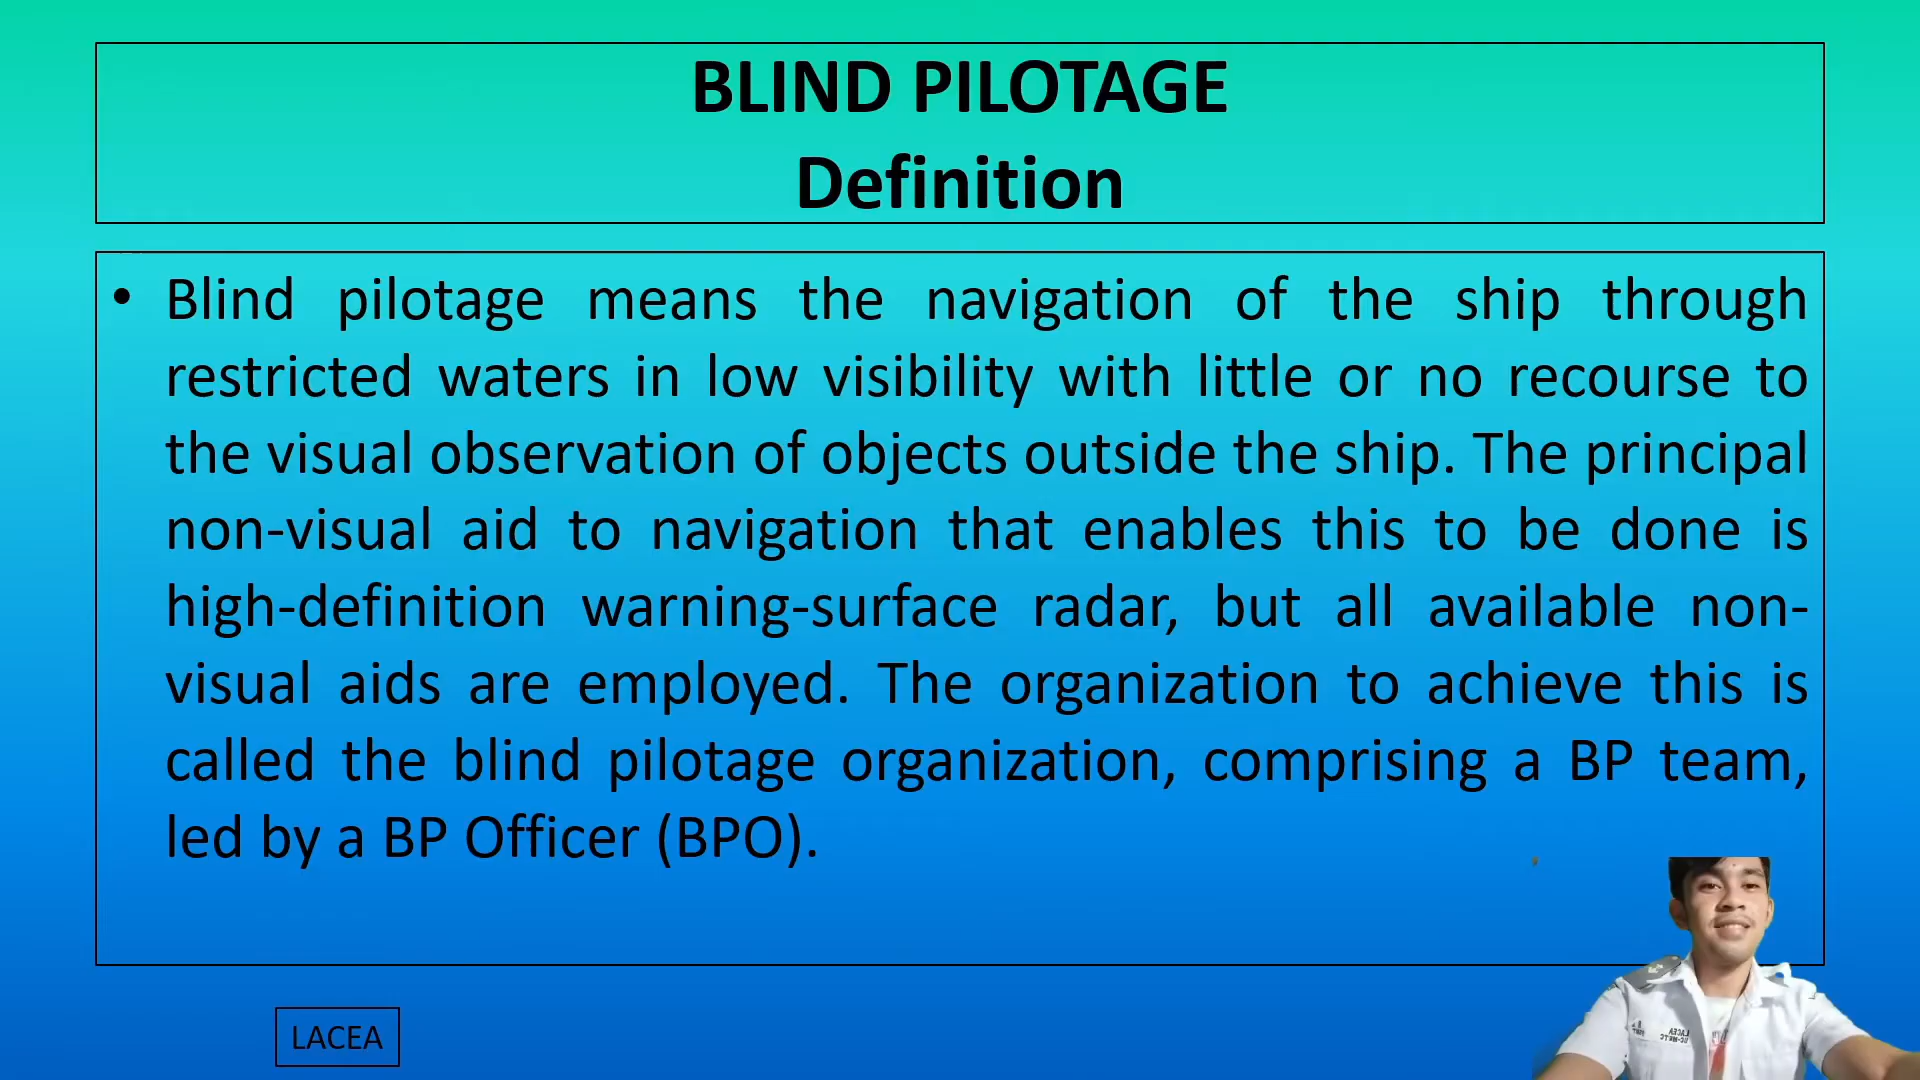 BLIND PILOTAGE
Definition
• Blind pilotage means the navigation of the ship through
restricted waters in low visibility with little or no recourse to
the visual observation of objects outside the ship. The principal
non-visual aid to navigation that enables this to be done is
high-definition warning-surface radar, but all available non-
visual aids are employed. The organization to achieve this is
called the blind pilotage organization, comprising a BP team,
led by a BP Officer (BPO).
LACEA
LACEA